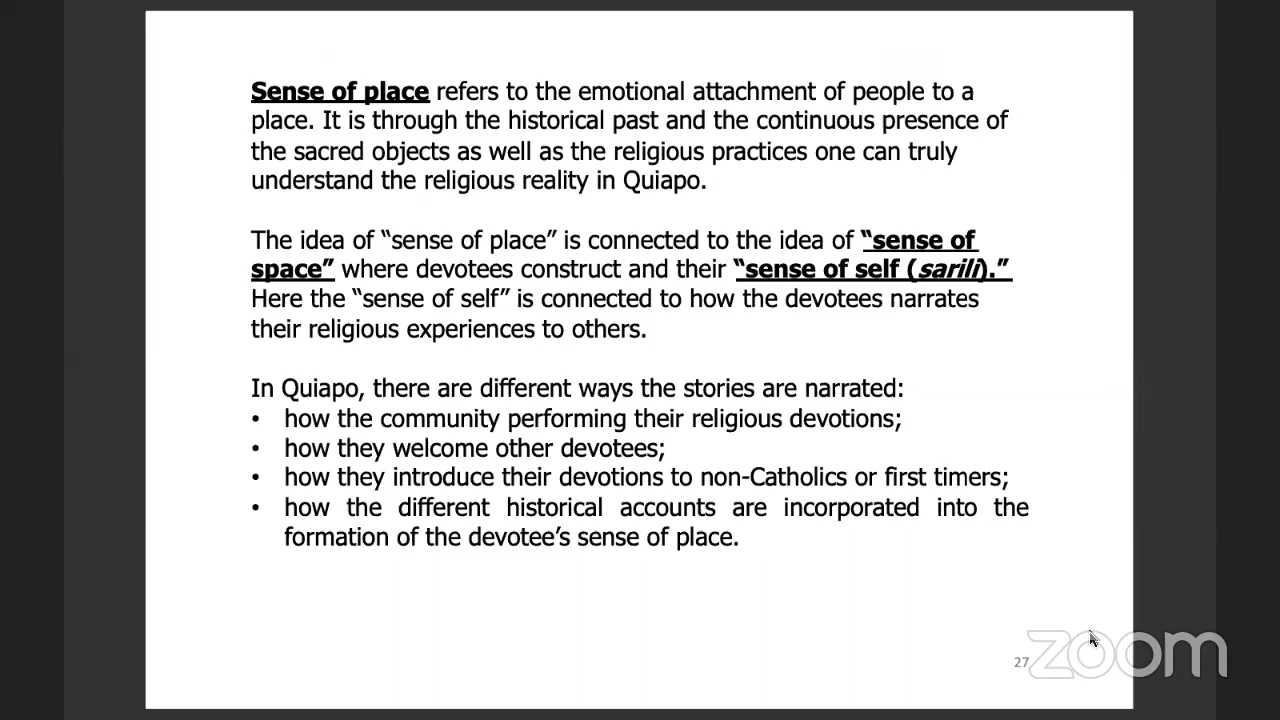 Sense of place refers to the emotional attachment of people to a
place. It is through the historical past and the continuous presence of
the sacred objects as well as the religious practices one can truly
understand the religious reality in Quiapo.
The idea of “sense of place” is connected to the idea of “sense of
space” where devotees construct and their “sense of self (sarili).”
Here the “sense of self” is connected to how the devotees narrates
their religious experiences to others.
In Quiapo, there are different ways the stories are narrated:
• how the community performing their religious devotions;
• how they welcome other devotees;
• how they introduce their devotions to non-Catholics or first timers;
• how the different historical accounts are incorporated into the
formation of the devotee’s sense of place.
27
zoom